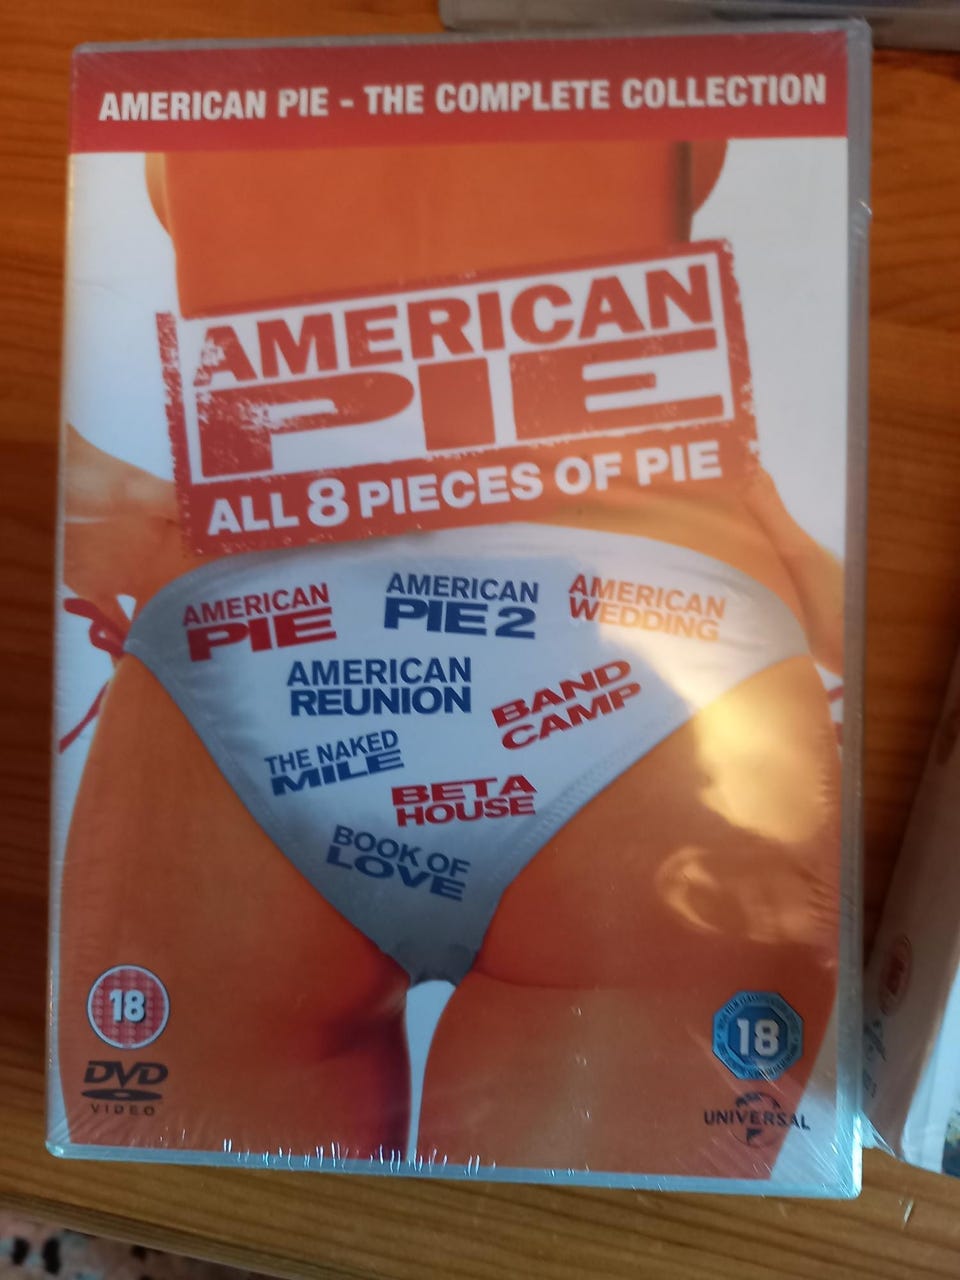 AMERICAN PIE - THE COMPLETE COLLECTION
AMERICAN
PIE
ALL 8 PIECES OF PIE
AMERICAN
PIE
AMERICAN
PIE 2
AMERICAN
WEDDING
AMERICAN
REUNION
BAND
CAMP
THE NAKED
MILE
BETA
HOUSE
BOOK OF
LOVE
18
DVD
VIDEO
18
UNIVERSAL